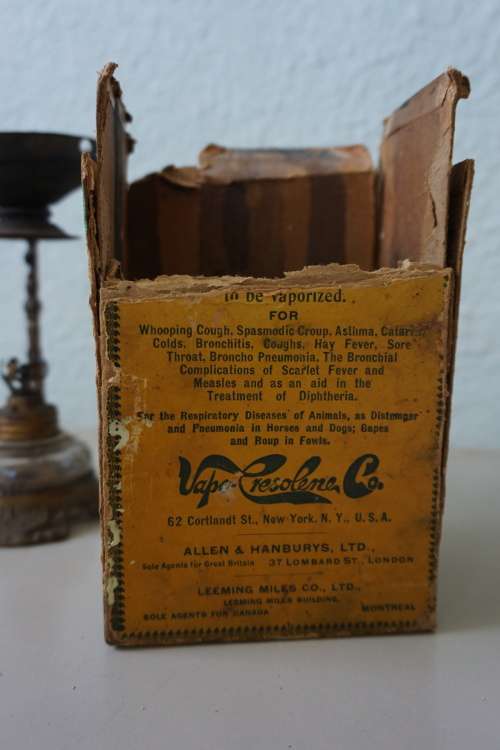 to be vaporized.
FOR
Whooping Cough, Spasmodic Croup, Asthma, Catarrh,
Colds, Bronchitis, Coughs, Hay Fever, Sore
Throat, Broncho Pneumonia, The Bronchial
Complications of Scarlet Fever and
Measles and as an aid in the
Treatment of Diphtheria.
For the Respiratory Diseases of Animals, as Distemper
and Pneumonia in Horses and Dogs; Gapes
and Roup in Fowls.
Vapo-Cresolene Co.
62 Cortlandt St., New York. N. Y., U. S. A.
ALLEN & HANBURYS, LTD.,
Sole Agents for Great Britain 37 LOMBARD ST., LONDON
LEEMING MILES CO., LTD.,
LEEMING MILES BUILDING,
SOLE AGENTS FOR CANADA MONTREAL